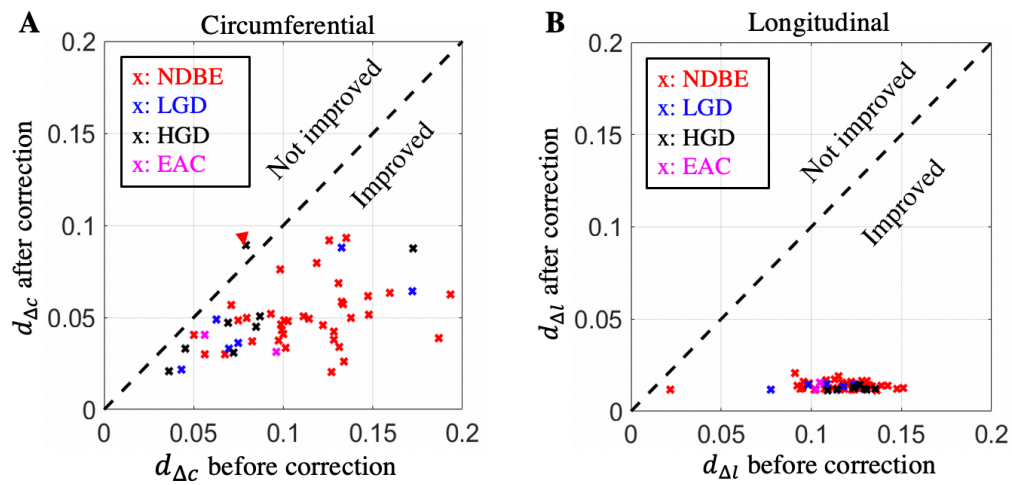 A
Circumferential
0.2
0.15
0.1
0.05
0
x: NDBE
x: LGD
x: HGD
x: EAC
Not improved
Improved
d_Δc after correction
0 0.05 0.1 0.15 0.2
d_Δc before correction
B
Longitudinal
0.2
0.15
0.1
0.05
0
x: NDBE
x: LGD
x: HGD
x: EAC
Not improved
Improved
d_Δl after correction
0 0.05 0.1 0.15 0.2
d_Δl before correction